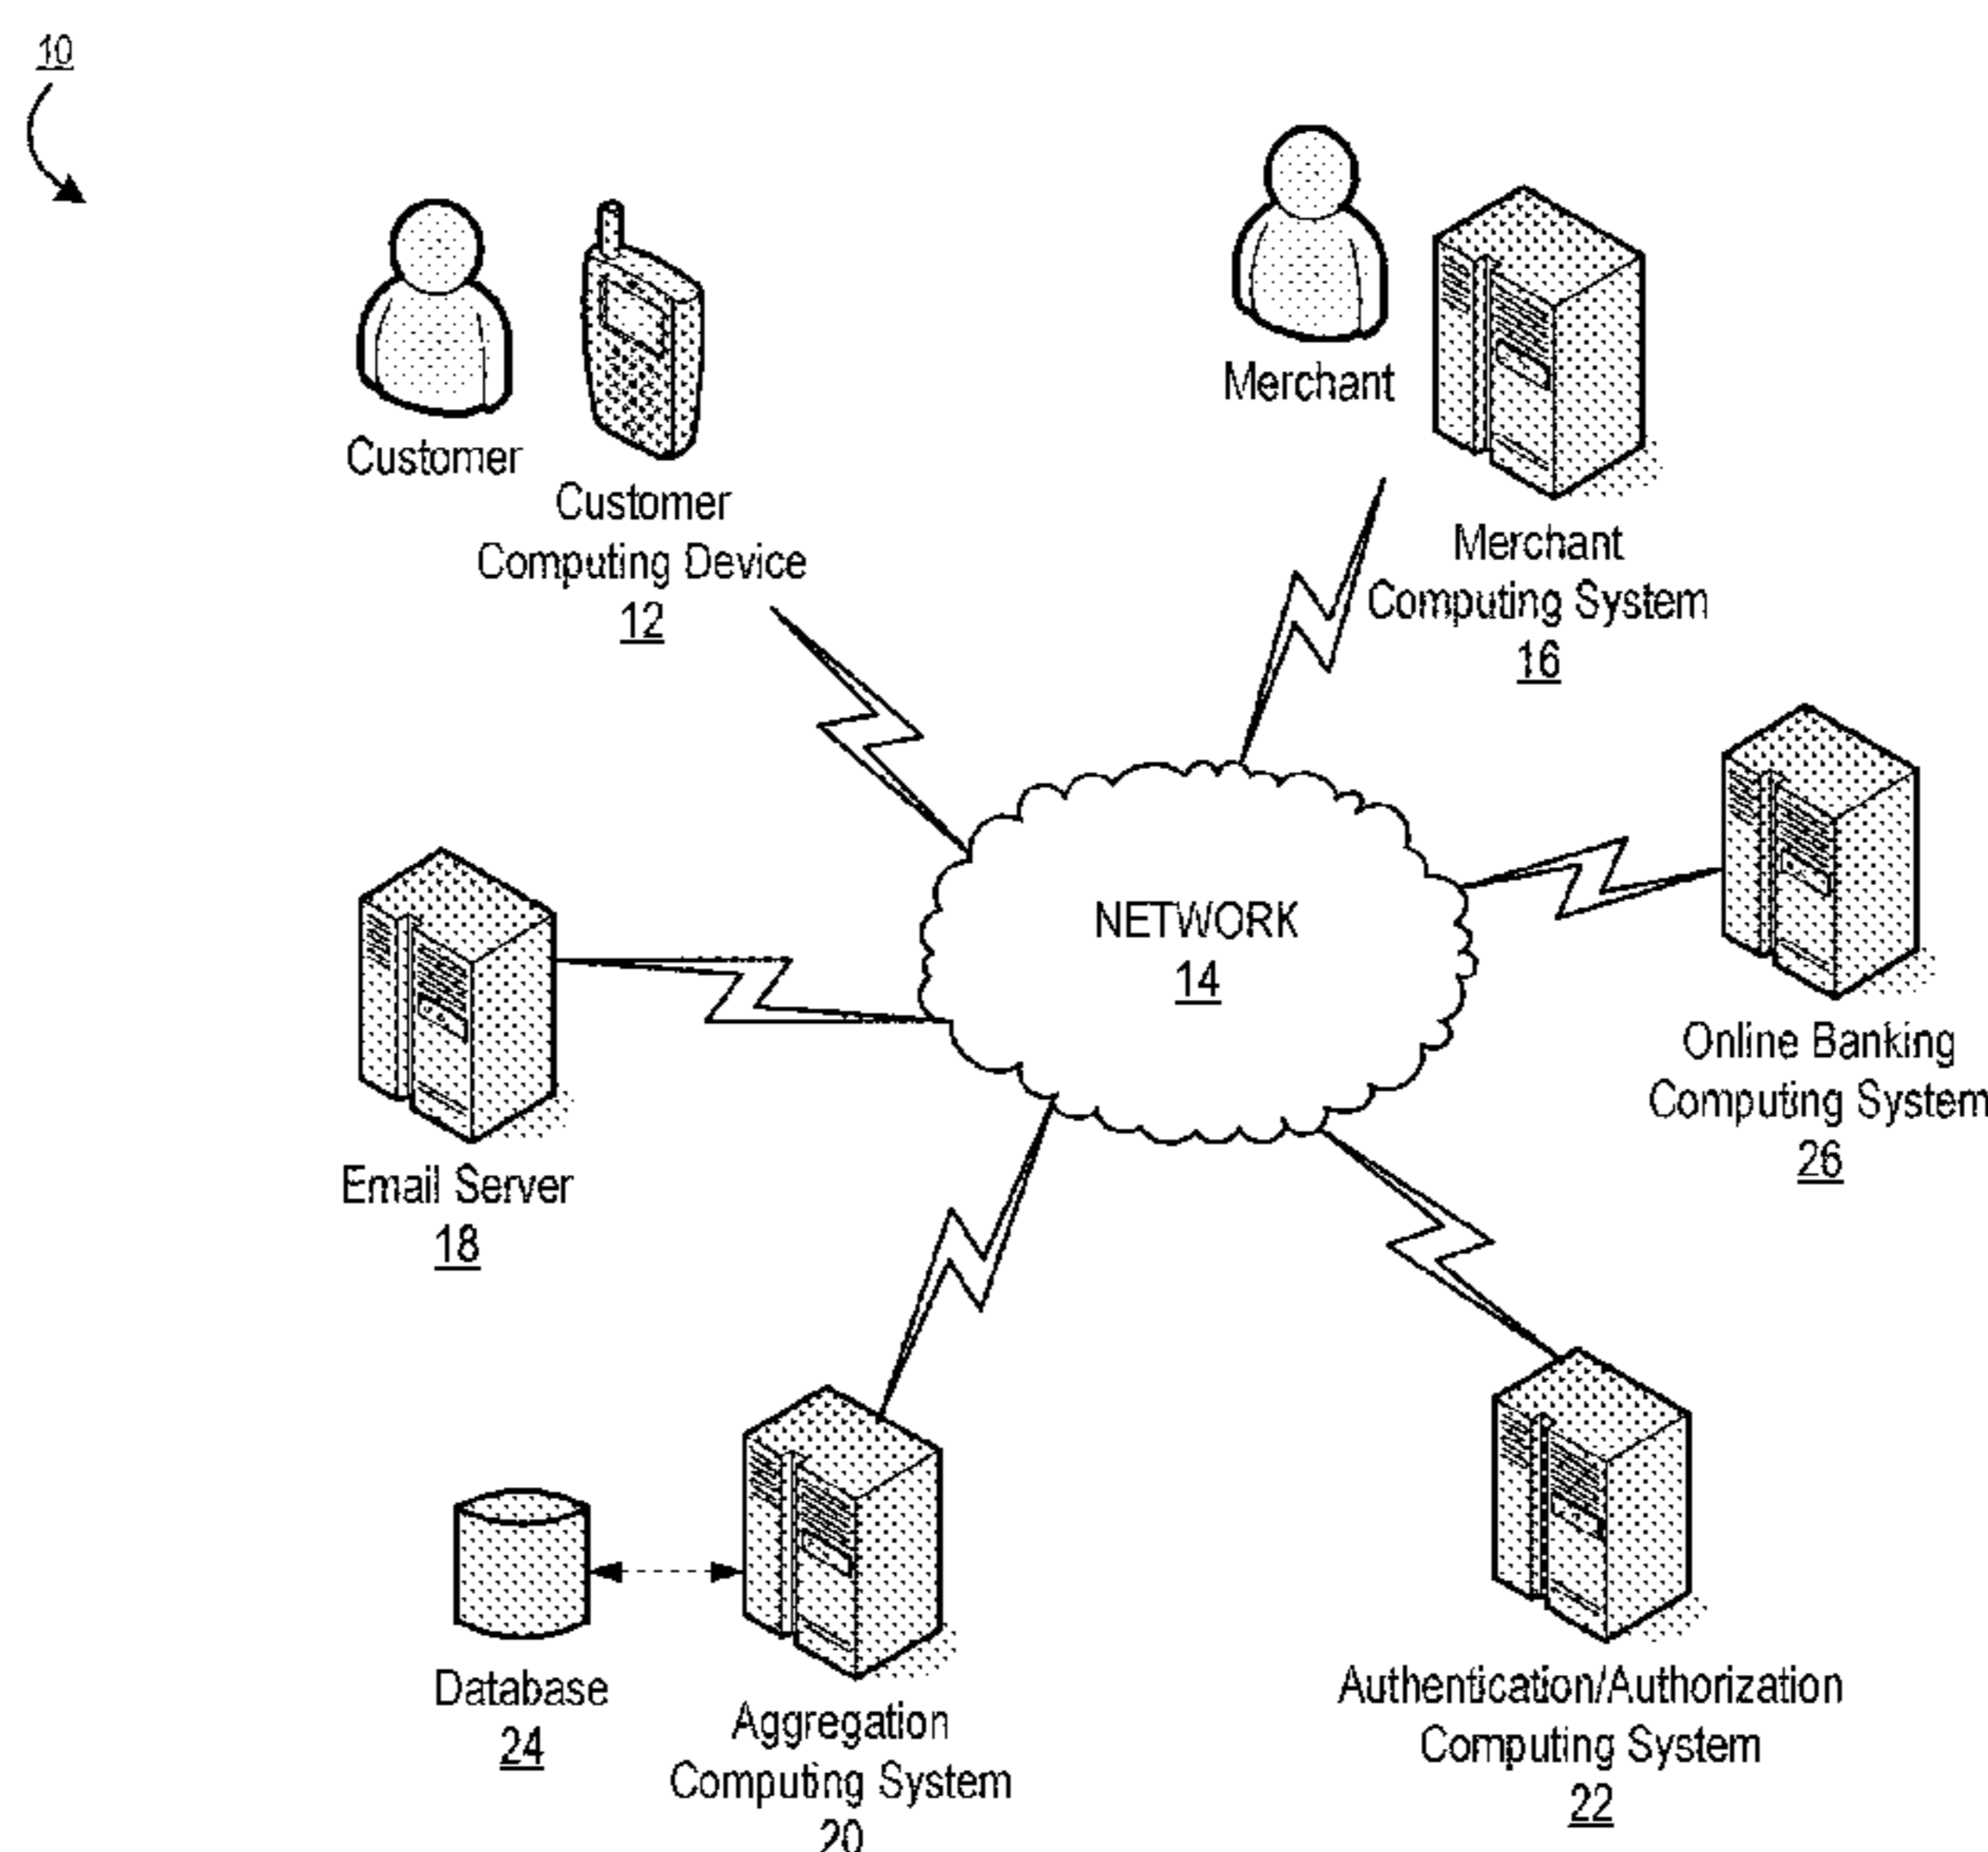 10
Customer
Customer
Computing Device
12
Merchant
Merchant
Computing System
16
NETWORK
14
Online Banking
Computing System
26
Email Server
18
Database
24
Aggregation
Computing System
20
Authentication/Authorization
Computing System
22